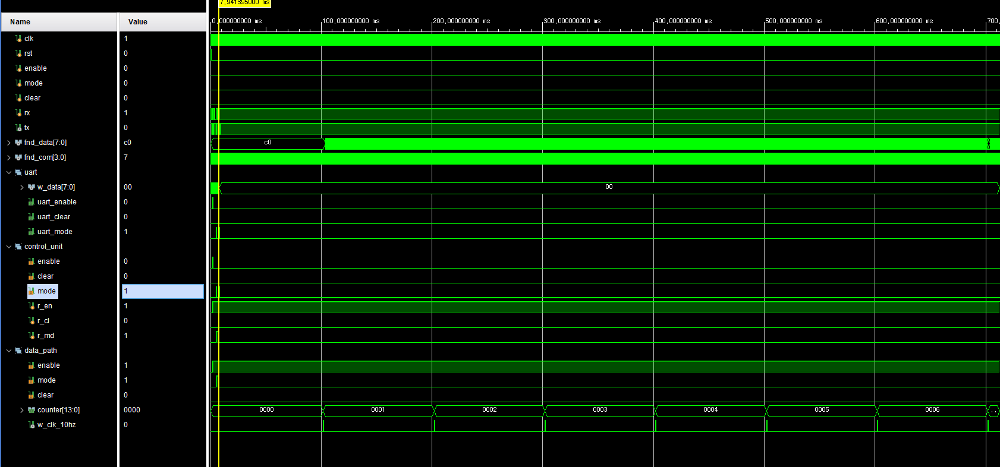 7,941395000 ms
Name Value
0,000000000 ms 100,000000000 ms 200,000000000 ms 300,000000000 ms 400,000000000 ms 500,000000000 ms 600,000000000 ms 700,
clk 1
rst 0
enable 0
mode 0
clear 0
rx 1
tx 0
fnd_data[7:0] c0 c0
fnd_com[3:0] 7
uart
w_data[7:0] 00 00
uart_enable 0
uart_clear 0
uart_mode 1
control_unit
enable 0
clear 0
mode 1
r_en 1
r_cl 0
r_md 1
data_path
enable 1
mode 1
clear 0
counter[13:0] 0000 0000 0001 0002 0003 0004 0005 0006 ..
w_clk_10hz 0